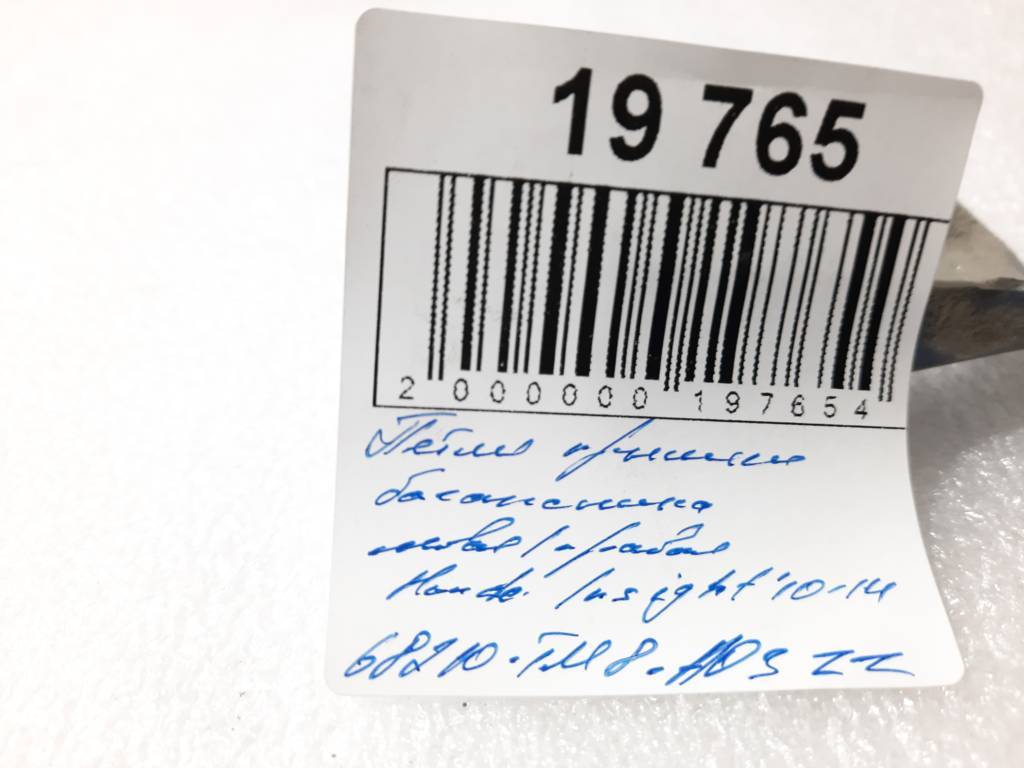 19 765
2 000000 197654
Петля крышки
багажника
левая/правая
Honda Insight '10-14
68210-TM8-A03ZZ